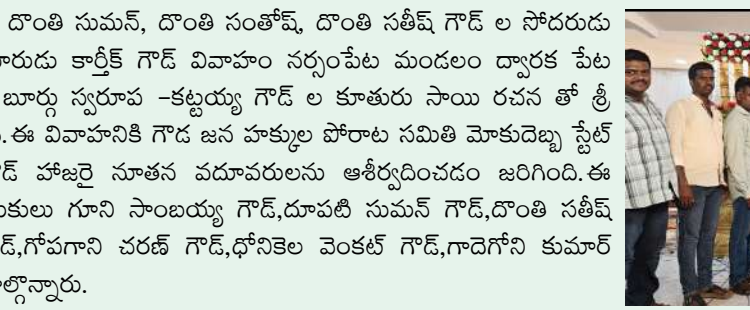 దొంతి సుమన్, దొంతి సంతోష్, దొంతి సతీష్ గౌడ్ ల సోదరుడు
కార్తీక్ గౌడ్ వివాహం నర్సంపేట మండలం ద్వారక పేట
బూర్గు స్వరూప -కట్టయ్య గౌడ్ ల కూతురు సాయి రచన తో శ్రీ
.ఈ వివాహనికి గౌడ జన హక్కుల పోరాట సమితి మోకుదెబ్బ స్టేట్
హాజరై నూతన వదూవరులను ఆశీర్వదించడం జరిగింది.ఈ
గూని సాంబయ్య గౌడ్,దూపటి సుమన్ గౌడ్,దొంతి సతీష్
,గోపగాని చరణ్ గౌడ్,ధోనికెల వెంకట్ గౌడ్,గాదెగోని కుమార్
ల్గొన్నారు.